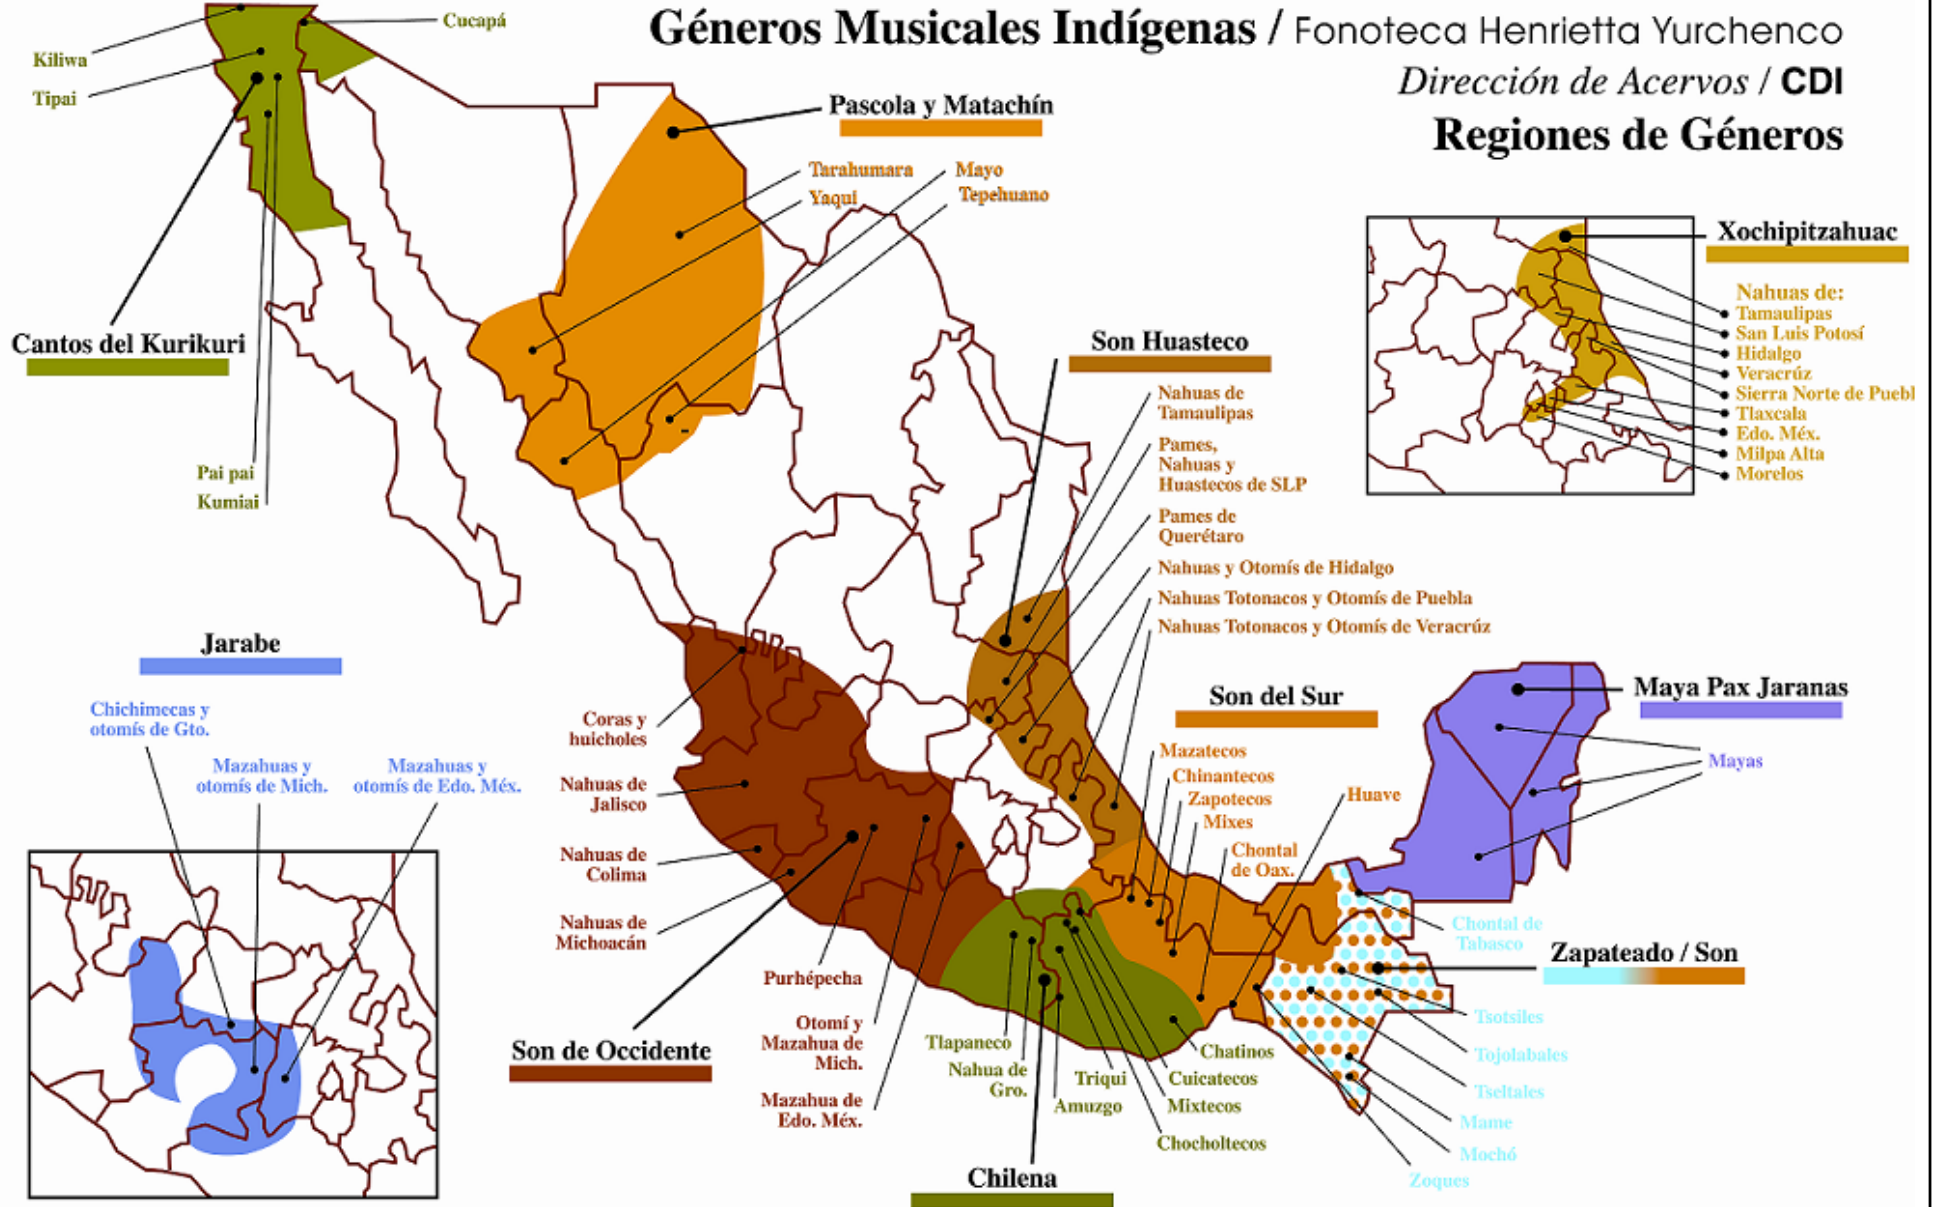 Géneros Musicales Indígenas / Fonoteca Henrietta Yurchenco
Dirección de Acervos / CDI
Regiones de Géneros
Cucapá
Kiliwa
Tipai
Cantos del Kurikuri
Pai pai
Kumiai
Pascola y Matachín
Tarahumara
Yaqui
Mayo
Tepehuano
Xochipitzahuac
Nahuas de:
Tamaulipas
San Luis Potosí
Hidalgo
Veracrúz
Sierra Norte de Puebl
Tlaxcala
Edo. Méx.
Milpa Alta
Morelos
Son Huasteco
Nahuas de
Tamaulipas
Pames,
Nahuas y
Huastecos de SLP
Pames de
Querétaro
Nahuas y Otomís de Hidalgo
Nahuas Totonacos y Otomís de Puebla
Nahuas Totonacos y Otomís de Veracrúz
Jarabe
Chichimecas y
otomís de Gto.
Mazahuas y
otomís de Mich.
Mazahuas y
otomís de Edo. Méx.
Coras y
huicholes
Nahuas de
Jalisco
Nahuas de
Colima
Nahuas de
Michoacán
Purhépecha
Otomí y
Mazahua de
Mich.
Mazahua de
Edo. Méx.
Son de Occidente
Son del Sur
Mazatecos
Chinantecos
Zapotecos
Mixes
Chontal
de Oax.
Huave
Maya Pax Jaranas
Mayas
Chontal de
Tabasco
Zapateado / Son
Tsotsiles
Tojolabales
Tseltales
Mame
Mochó
Zoques
Tlapaneco
Nahua de
Gro.
Amuzgo
Triqui
Chatinos
Cuicatecos
Mixtecos
Chocholtecos
Chilena